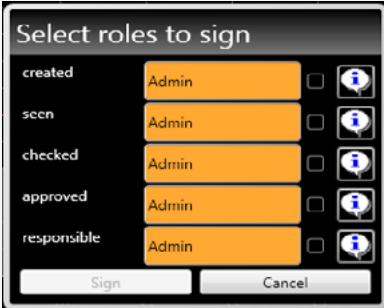 Select roles to sign
created Admin
seen Admin
checked Admin
approved Admin
responsible Admin
Sign Cancel